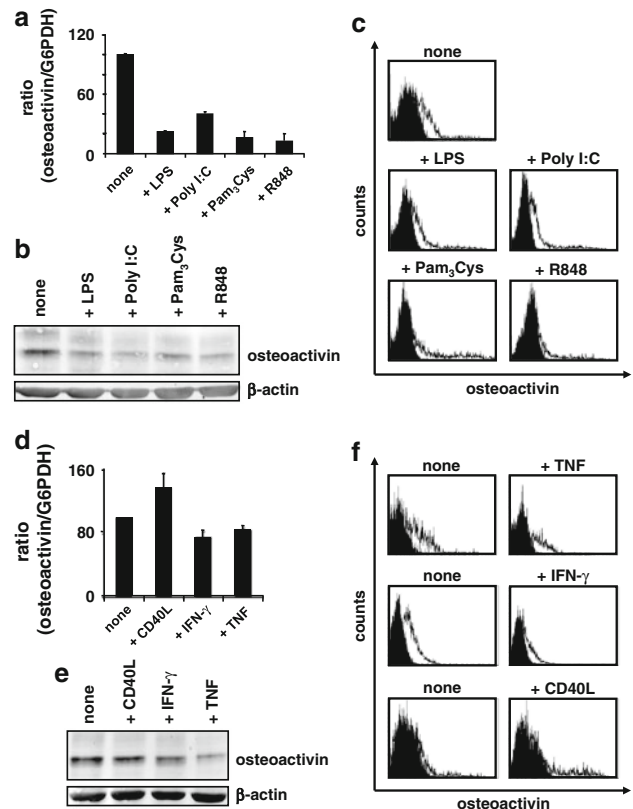 a
ratio
(osteoactivin/G6PDH)
120
80
40
0
none
+ LPS
+ Poly I:C
+ Pam₃Cys
+ R848
b
none
+ LPS
+ Poly I:C
+ Pam₃Cys
+ R848
osteoactivin
β-actin
c
none
+ LPS
+ Poly I:C
+ Pam₃Cys
+ R848
counts
osteoactivin
d
ratio
(osteoactivin/G6PDH)
160
80
0
none
+ CD40L
+ IFN-γ
+ TNF
e
none
+ CD40L
+ IFN-γ
+ TNF
osteoactivin
β-actin
f
none
+ TNF
none
+ IFN-γ
none
+ CD40L
counts
osteoactivin